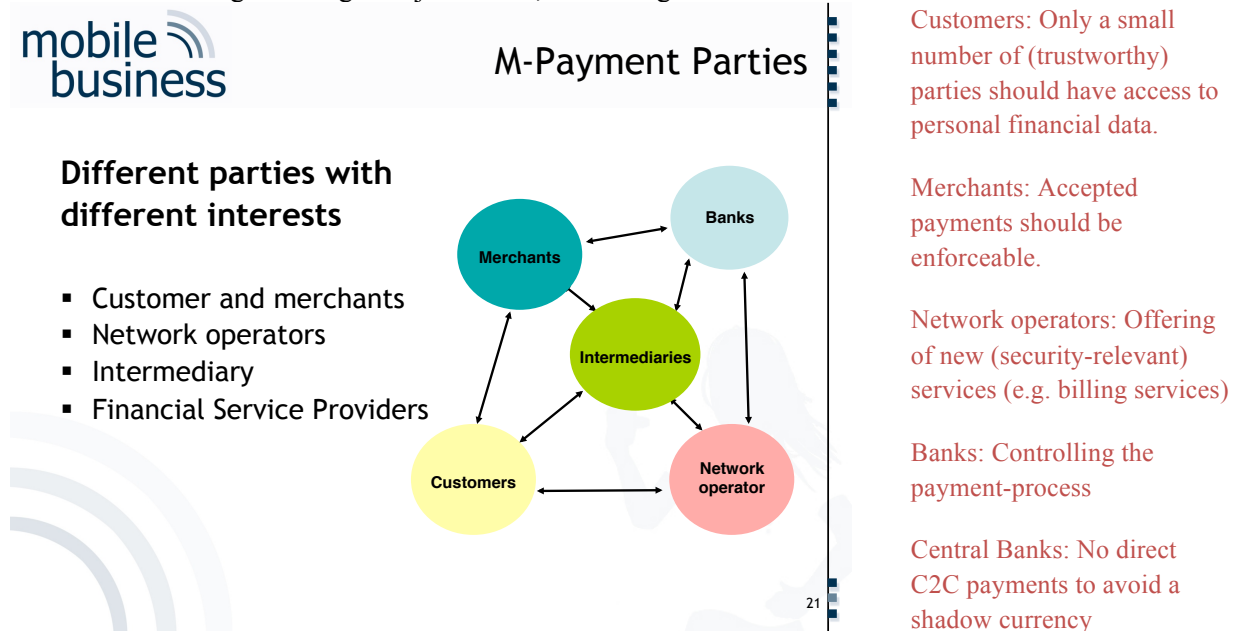 mobile
business
M-Payment Parties
Different parties with
different interests
▪ Customer and merchants
▪ Network operators
▪ Intermediary
▪ Financial Service Providers
Banks
Merchants
Intermediaries
Customers
Network
operator
21
Customers: Only a small
number of (trustworthy)
parties should have access to
personal financial data.
Merchants: Accepted
payments should be
enforceable.
Network operators: Offering
of new (security-relevant)
services (e.g. billing services)
Banks: Controlling the
payment-process
Central Banks: No direct
C2C payments to avoid a
shadow currency